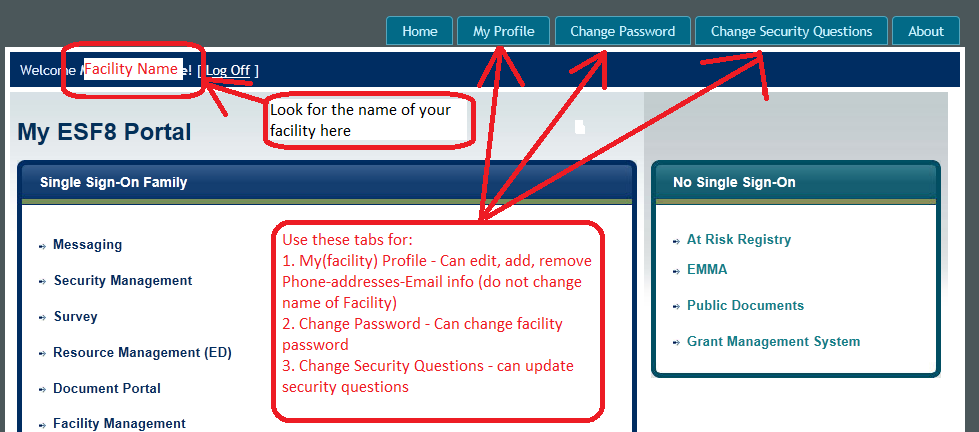 Home My Profile Change Password Change Security Questions About
Welcome Facility Name e! [ Log Off ]
Look for the name of your
facility here
My ESF8 Portal
Single Sign-On Family
Messaging
Security Management
Survey
Resource Management (ED)
Document Portal
Facility Management
Use these tabs for:
1. My(facility) Profile - Can edit, add, remove
Phone-addresses-Email info (do not change
name of Facility)
2. Change Password - Can change facility
password
3. Change Security Questions - can update
security questions
No Single Sign-On
At Risk Registry
EMMA
Public Documents
Grant Management System